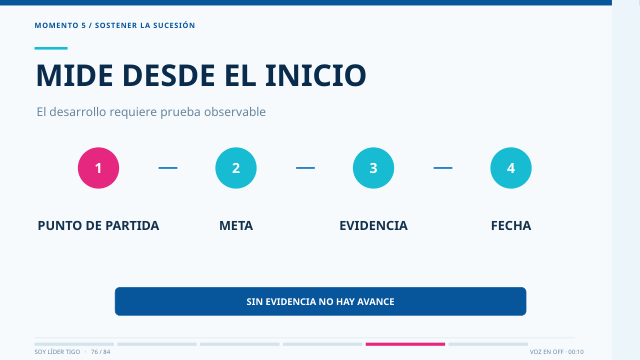 MOMENTO 5 / SOSTENER LA SUCESIÓN
MIDE DESDE EL INICIO
El desarrollo requiere prueba observable
1 — 2 — 3 — 4
PUNTO DE PARTIDA META EVIDENCIA FECHA
SIN EVIDENCIA NO HAY AVANCE
SOY LÍDER TIGO · 76 / 84 VOZ EN OFF · 00:10